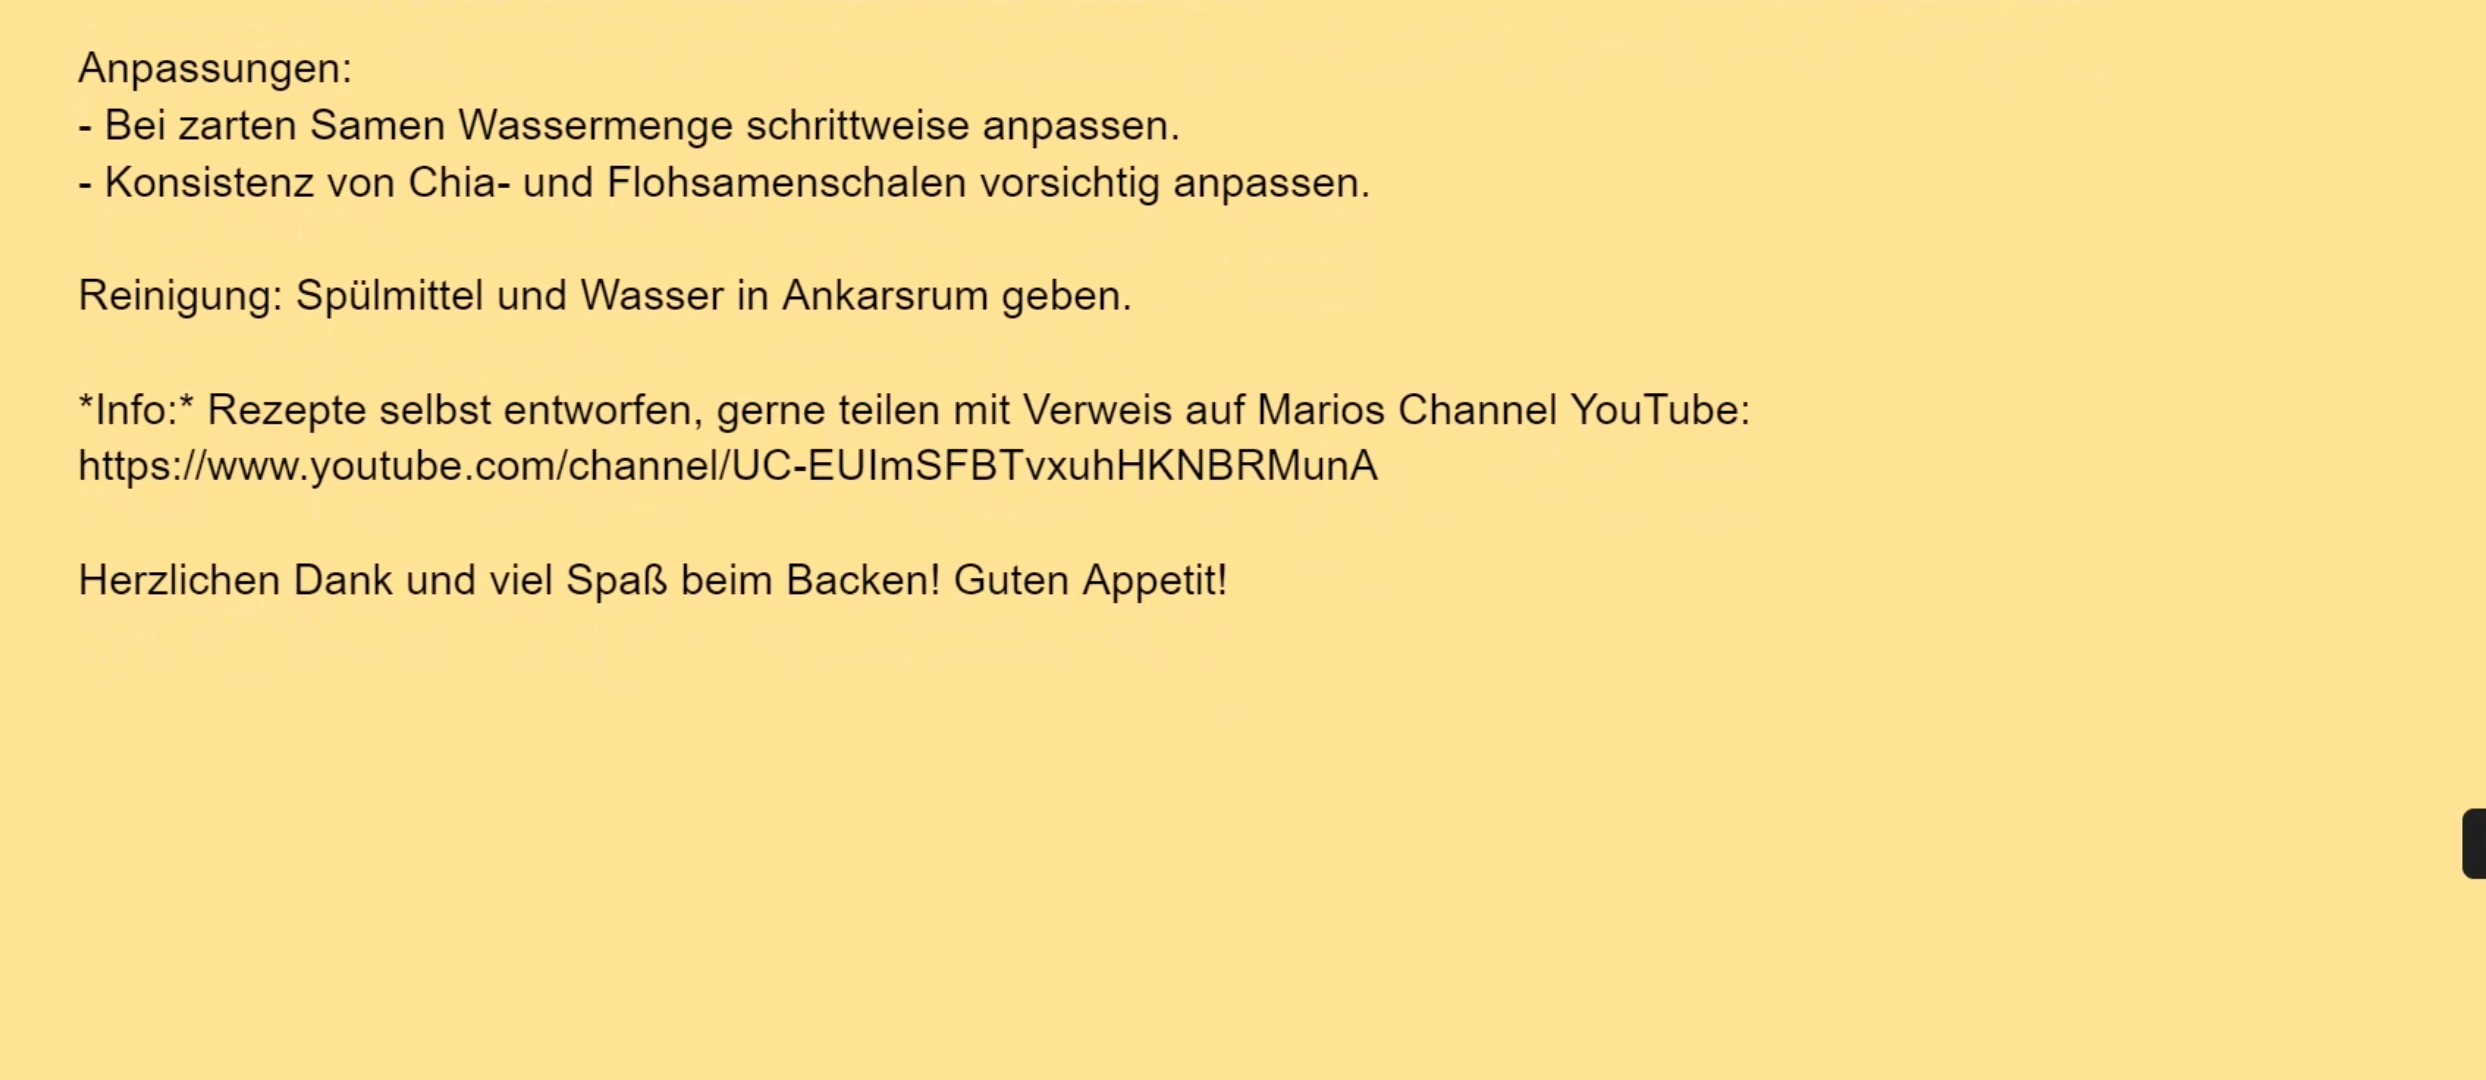 Anpassungen:
- Bei zarten Samen Wassermenge schrittweise anpassen.
- Konsistenz von Chia- und Flohsamenschalen vorsichtig anpassen.
Reinigung: Spülmittel und Wasser in Ankarsrum geben.
*Info:* Rezepte selbst entworfen, gerne teilen mit Verweis auf Marios Channel YouTube:
https://www.youtube.com/channel/UC-EUImSFBTvxuhHKNBRMunA
Herzlichen Dank und viel Spaß beim Backen! Guten Appetit!